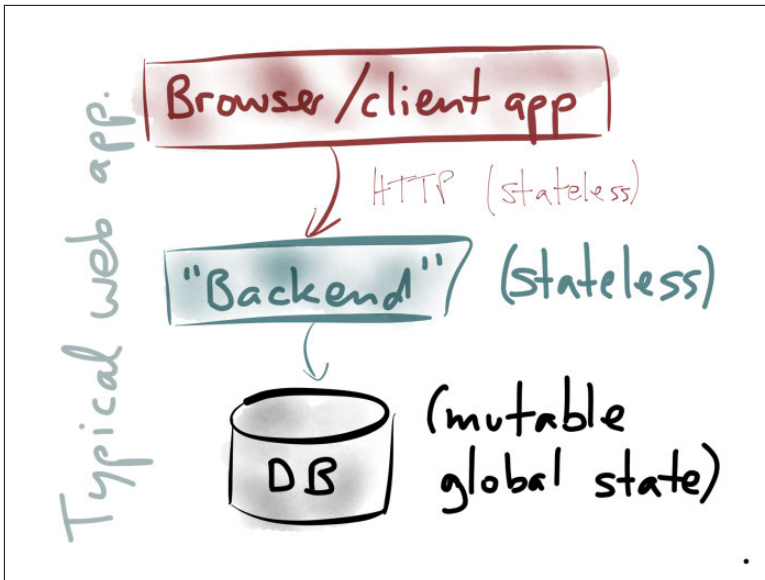 Typical web app.
Browser/client app
HTTP (stateless)
"Backend"
(stateless)
DB
(mutable
global state)